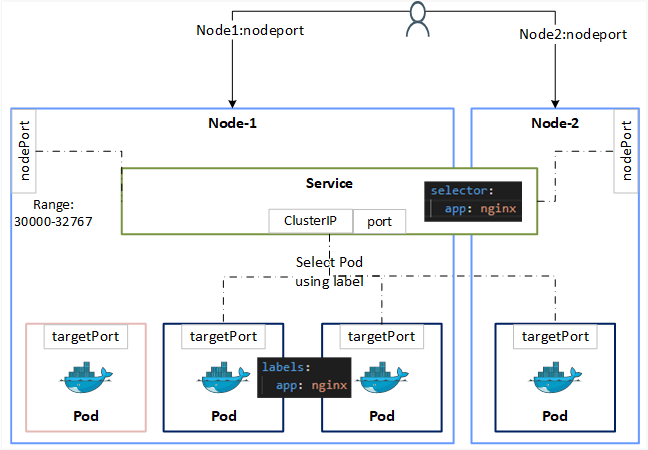 Node1:nodeport
Node2:nodeport
Node-1
Node-2
nodePort
nodePort
Service
selector:
app: nginx
Range:
30000-32767
ClusterIP
port
Select Pod
using label
targetPort
targetPort
targetPort
targetPort
labels:
app: nginx
Pod
Pod
Pod
Pod